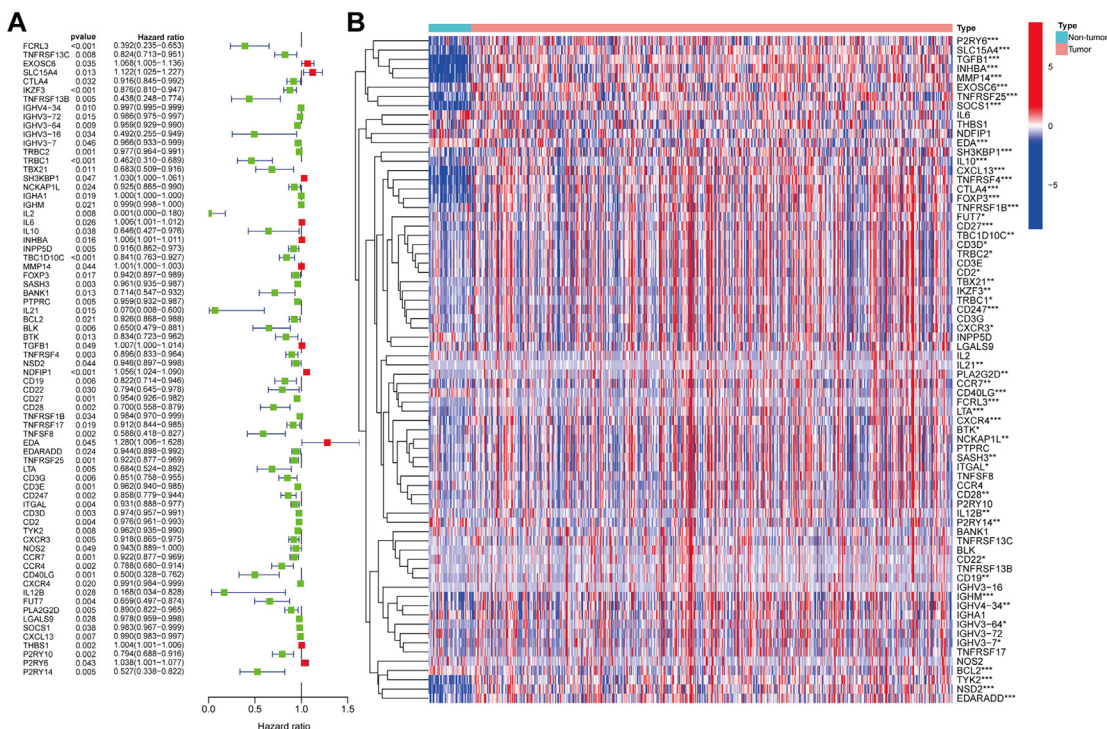 A
pvalue Hazard ratio
FCRL3 <0.001 0.392(0.235−0.653)
TNFRSF13C 0.008 0.824(0.713−0.951)
EXOSC6 0.035 1.068(1.005−1.136)
SLC15A4 0.013 1.122(1.025−1.227)
CTLA4 0.032 0.916(0.845−0.992)
IKZF3 <0.001 0.876(0.810−0.947)
TNFRSF13B 0.005 0.438(0.248−0.774)
IGHV4−34 0.010 0.997(0.995−0.999)
IGHV3−72 0.015 0.986(0.975−0.997)
IGHV3−64 0.009 0.959(0.929−0.990)
IGHV3−16 0.034 0.492(0.255−0.949)
IGHV3−7 0.046 0.966(0.933−0.999)
TRBC2 0.001 0.977(0.964−0.991)
TRBC1 <0.001 0.462(0.310−0.689)
TBX21 0.011 0.683(0.509−0.916)
SH3KBP1 0.047 1.030(1.000−1.061)
NCKAP1L 0.024 0.925(0.865−0.990)
IGHA1 0.019 1.000(1.000−1.000)
IGHM 0.021 0.999(0.998−1.000)
IL2 0.008 0.001(0.000−0.180)
IL6 0.026 1.006(1.001−1.012)
IL10 0.038 0.646(0.427−0.976)
INHBA 0.016 1.006(1.001−1.011)
INPP5D 0.005 0.916(0.862−0.973)
TBC1D10C <0.001 0.841(0.763−0.927)
MMP14 0.044 1.001(1.000−1.003)
FOXP3 0.017 0.942(0.897−0.989)
SASH3 0.003 0.961(0.935−0.987)
BANK1 0.013 0.714(0.547−0.932)
PTPRC 0.005 0.959(0.932−0.987)
IL21 0.015 0.070(0.008−0.600)
BCL2 0.021 0.926(0.868−0.988)
BLK 0.006 0.650(0.479−0.881)
BTK 0.013 0.834(0.723−0.962)
TGFB1 0.049 1.007(1.000−1.014)
TNFRSF4 0.003 0.896(0.833−0.964)
NSD2 0.044 0.946(0.897−0.998)
NDFIP1 <0.001 1.056(1.024−1.090)
CD19 0.006 0.822(0.714−0.946)
CD22 0.030 0.794(0.645−0.978)
CD27 0.001 0.954(0.926−0.982)
CD28 0.002 0.700(0.558−0.879)
TNFRSF1B 0.034 0.984(0.970−0.999)
TNFRSF17 0.019 0.912(0.844−0.985)
TNFSF8 0.002 0.588(0.418−0.827)
EDA 0.045 1.280(1.006−1.628)
EDARADD 0.024 0.944(0.898−0.992)
TNFRSF25 0.001 0.922(0.877−0.969)
LTA 0.005 0.684(0.524−0.892)
CD3G 0.006 0.851(0.758−0.955)
CD3E 0.001 0.962(0.940−0.985)
CD247 0.002 0.858(0.779−0.944)
ITGAL 0.004 0.931(0.888−0.977)
CD3D 0.003 0.974(0.957−0.991)
CD2 0.004 0.976(0.961−0.993)
TYK2 0.008 0.962(0.935−0.990)
CXCR3 0.005 0.918(0.865−0.975)
NOS2 0.049 0.943(0.889−1.000)
CCR7 0.001 0.922(0.877−0.969)
CCR4 0.002 0.788(0.680−0.914)
CD40LG 0.001 0.500(0.328−0.762)
CXCR4 0.020 0.991(0.984−0.999)
IL12B 0.028 0.168(0.034−0.828)
FUT7 0.004 0.659(0.497−0.874)
PLA2G2D 0.005 0.890(0.822−0.965)
LGALS9 0.028 0.978(0.959−0.998)
SOCS1 0.038 0.983(0.967−0.999)
CXCL13 0.007 0.990(0.983−0.997)
THBS1 0.002 1.004(1.001−1.006)
P2RY10 0.002 0.794(0.688−0.916)
P2RY6 0.043 1.038(1.001−1.077)
P2RY14 0.005 0.527(0.338−0.822)
0.0 0.5 1.0 1.5
Hazard ratio
B
Type
P2RY6***
SLC15A4***
TGFB1***
INHBA***
MMP14***
EXOSC6***
TNFRSF25***
SOCS1***
IL6
THBS1
NDFIP1
EDA***
SH3KBP1***
IL10***
CXCL13***
TNFRSF4***
CTLA4***
FOXP3***
TNFRSF1B***
FUT7*
CD27***
TBC1D10C**
CD3D*
TRBC2*
CD3E
CD2*
TBX21**
IKZF3**
TRBC1*
CD247***
CD3G
CXCR3*
INPP5D
LGALS9
IL2
IL21**
PLA2G2D**
CCR7**
CD40LG***
FCRL3***
LTA***
CXCR4***
BTK*
NCKAP1L**
PTPRC
SASH3**
ITGAL*
TNFSF8
CCR4
CD28**
P2RY10
IL12B**
P2RY14**
BANK1
TNFRSF13C
BLK
CD22*
TNFRSF13B
CD19**
IGHV3−16
IGHM***
IGHV4−34**
IGHA1
IGHV3−64*
IGHV3−72
IGHV3−7*
TNFRSF17
NOS2
BCL2***
TYK2***
NSD2***
EDARADD***
5
0
−5
Type
Non-tumor
Tumor